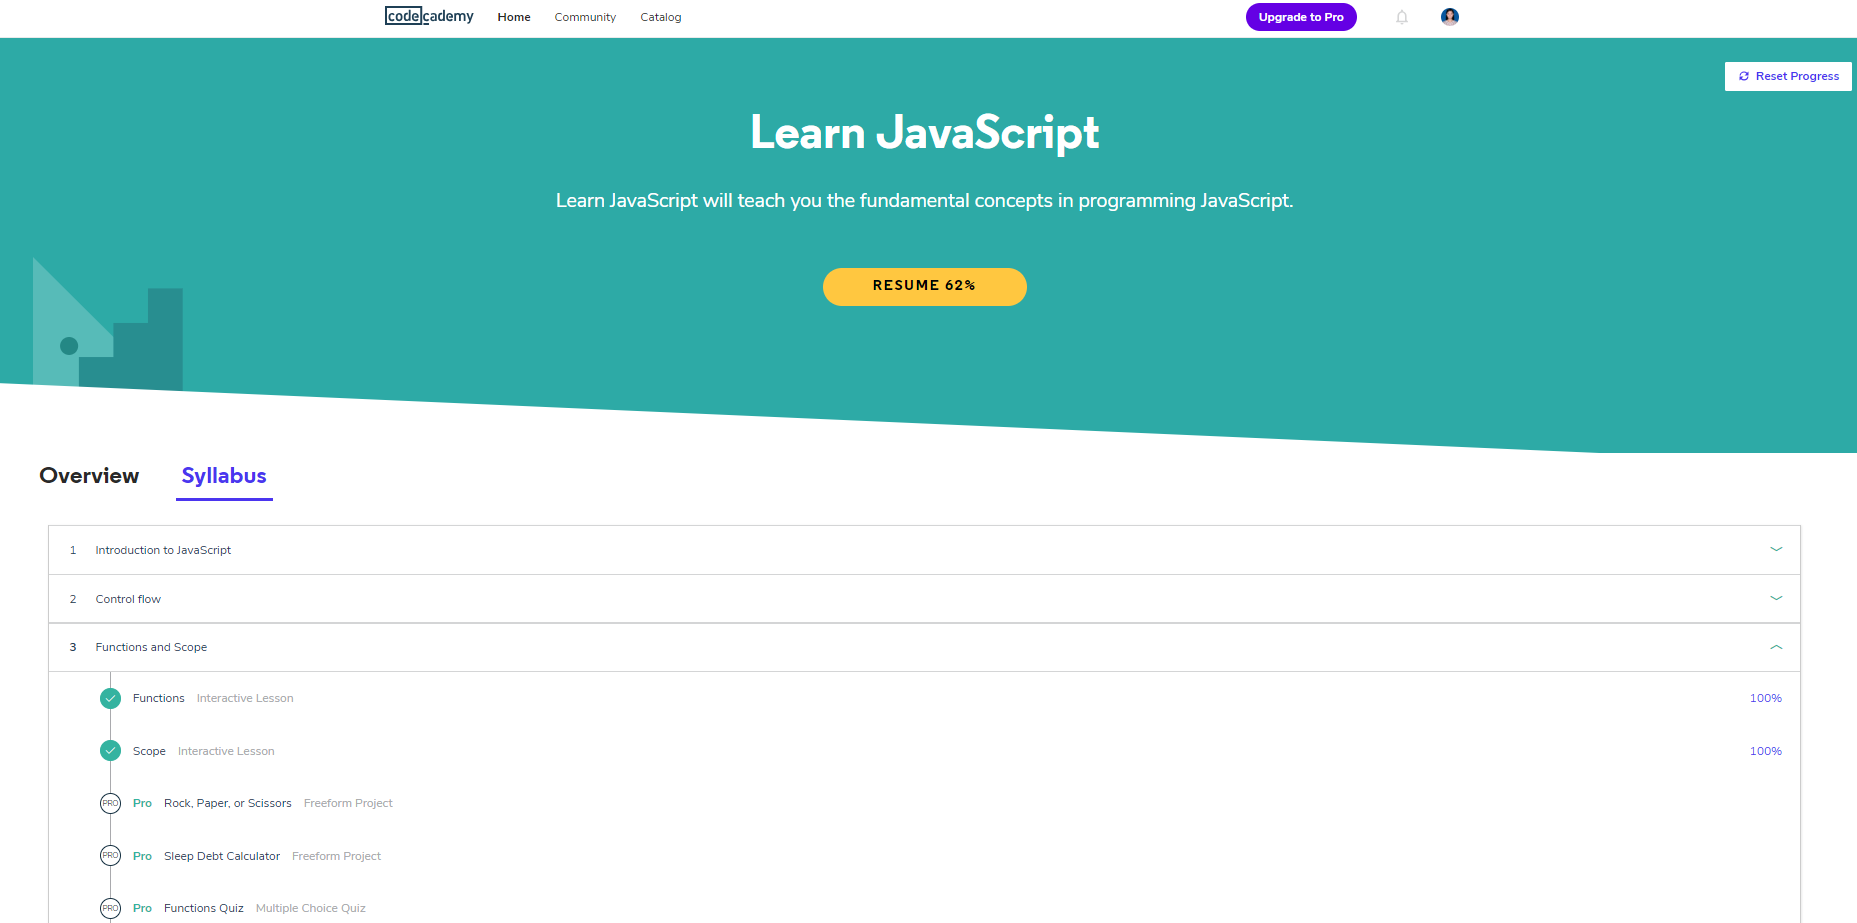 codecademy Home Community Catalog Upgrade to Pro
Reset Progress
Learn JavaScript
Learn JavaScript will teach you the fundamental concepts in programming JavaScript.
RESUME 62%
Overview Syllabus
1 Introduction to JavaScript
2 Control flow
3 Functions and Scope
Functions Interactive Lesson 100%
Scope Interactive Lesson 100%
PRO Pro Rock, Paper, or Scissors Freeform Project
PRO Pro Sleep Debt Calculator Freeform Project
PRO Pro Functions Quiz Multiple Choice Quiz